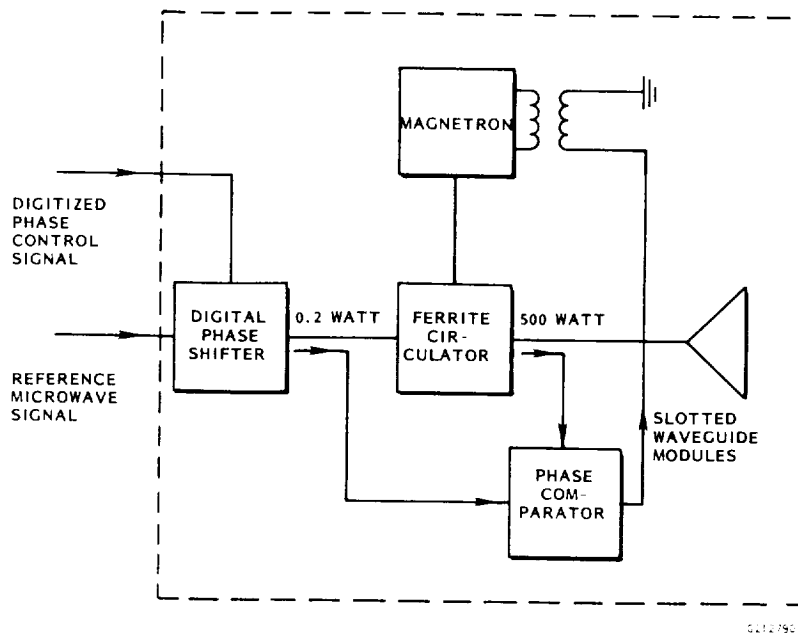 MAGNETRON
DIGITIZED
PHASE
CONTROL
SIGNAL
DIGITAL
PHASE
SHIFTER
0.2 WATT
FERRITE
CIR-
CULATOR
500 WATT
REFERENCE
MICROWAVE
SIGNAL
SLOTTED
WAVEGUIDE
MODULES
PHASE
COM-
PARATOR